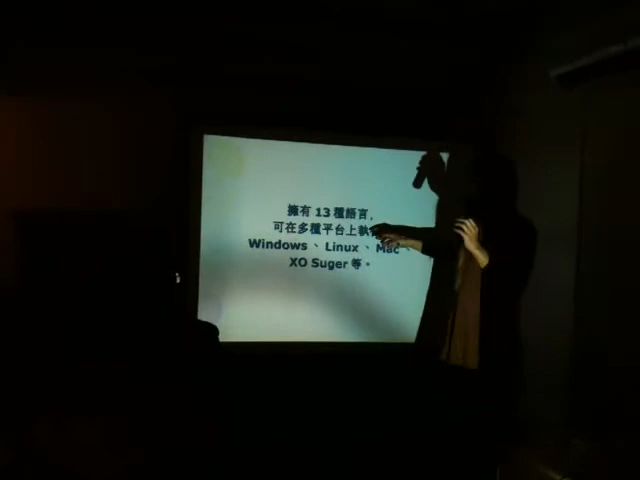 擁有 13 種語言,
可在多種平台上執
Windows、Linux、Mac、
XO Suger 等。